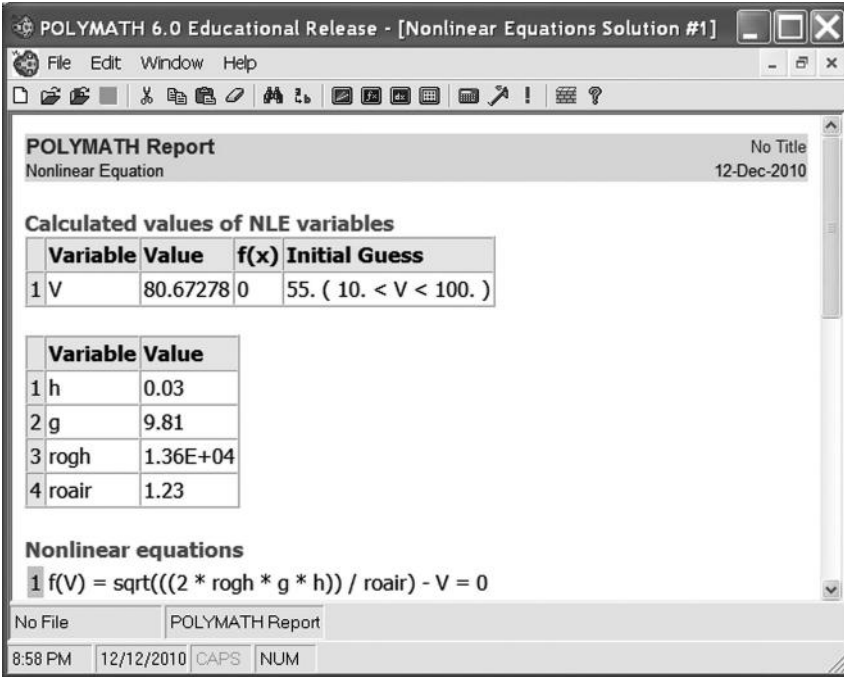 POLYMATH 6.0 Educational Release - [Nonlinear Equations Solution #1]
File Edit Window Help
POLYMATH Report No Title
Nonlinear Equation 12-Dec-2010
Calculated values of NLE variables
Variable Value f(x) Initial Guess
1 V 80.67278 0 55. ( 10. < V < 100. )
Variable Value
1 h 0.03
2 g 9.81
3 rogh 1.36E+04
4 roair 1.23
Nonlinear equations
1 f(V) = sqrt(((2 * rogh * g * h)) / roair) - V = 0
No File POLYMATH Report
8:58 PM 12/12/2010 CAPS NUM